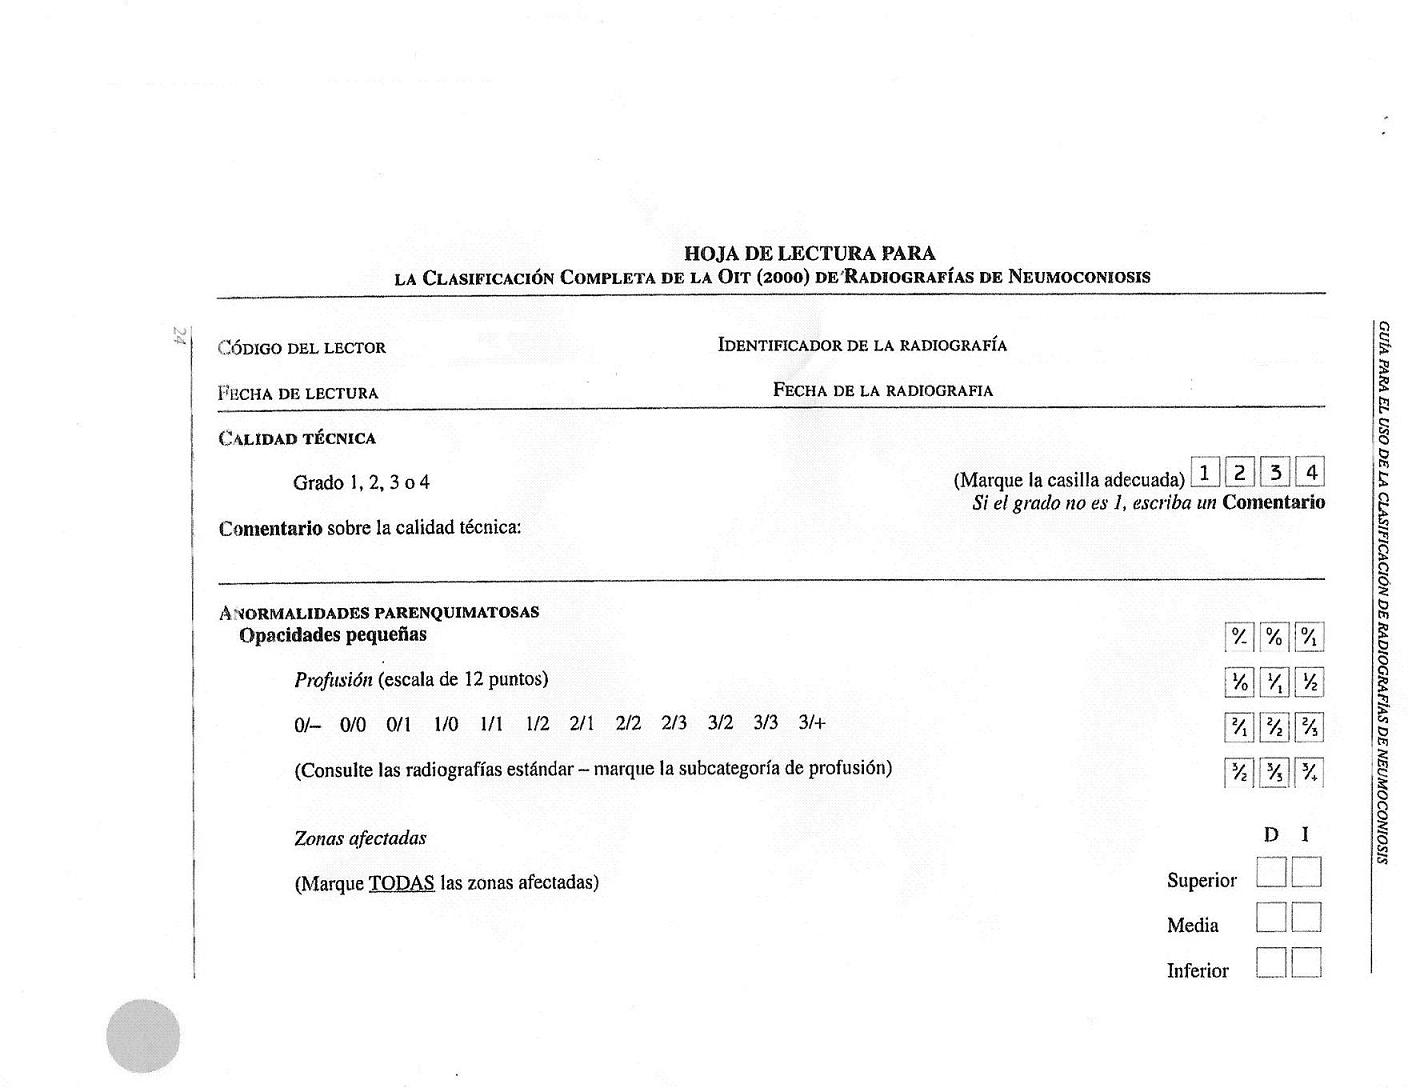 HOJA DE LECTURA PARA
LA CLASIFICACIÓN COMPLETA DE LA OIT (2000) DE RADIOGRAFÍAS DE NEUMOCONIOSIS
24
CÓDIGO DEL LECTOR IDENTIFICADOR DE LA RADIOGRAFÍA
FECHA DE LECTURA FECHA DE LA RADIOGRAFIA
CALIDAD TÉCNICA
Grado 1, 2, 3 o 4 (Marque la casilla adecuada) 1 2 3 4
Si el grado no es 1, escriba un Comentario
Comentario sobre la calidad técnica:
ANORMALIDADES PARENQUIMATOSAS
Opacidades pequeñas 0/- 0/0 0/1
Profusión (escala de 12 puntos) 1/0 1/1 1/2
0/– 0/0 0/1 1/0 1/1 1/2 2/1 2/2 2/3 3/2 3/3 3/+ 2/1 2/2 2/3
(Consulte las radiografías estándar – marque la subcategoría de profusión) 3/2 3/3 3/+
Zonas afectadas D I
(Marque TODAS las zonas afectadas) Superior
Media
Inferior
GUÍA PARA EL USO DE LA CLASIFICACIÓN DE RADIOGRAFÍAS DE NEUMOCONIOSIS